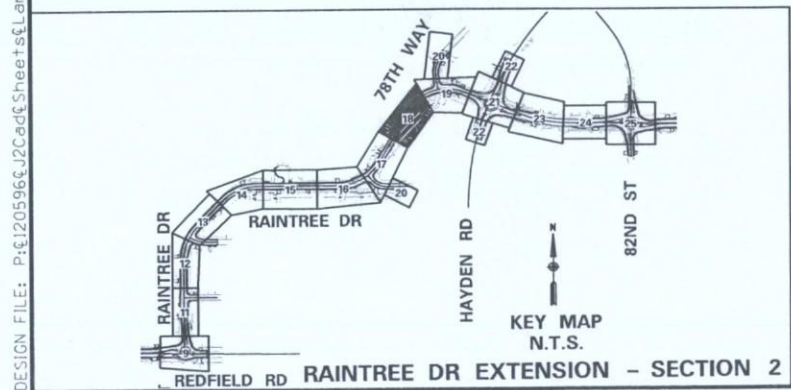 DESIGN FILE: P:¢120596¢J2Cad¢Sheets¢Lan
78TH WAY
20
22
19
21
18
23
24
25
22
17
20
16
15
14
13
12
11
9
RAINTREE DR
RAINTREE DR
HAYDEN RD
82ND ST
N
KEY MAP
N.T.S.
REDFIELD RD
RAINTREE DR EXTENSION - SECTION 2